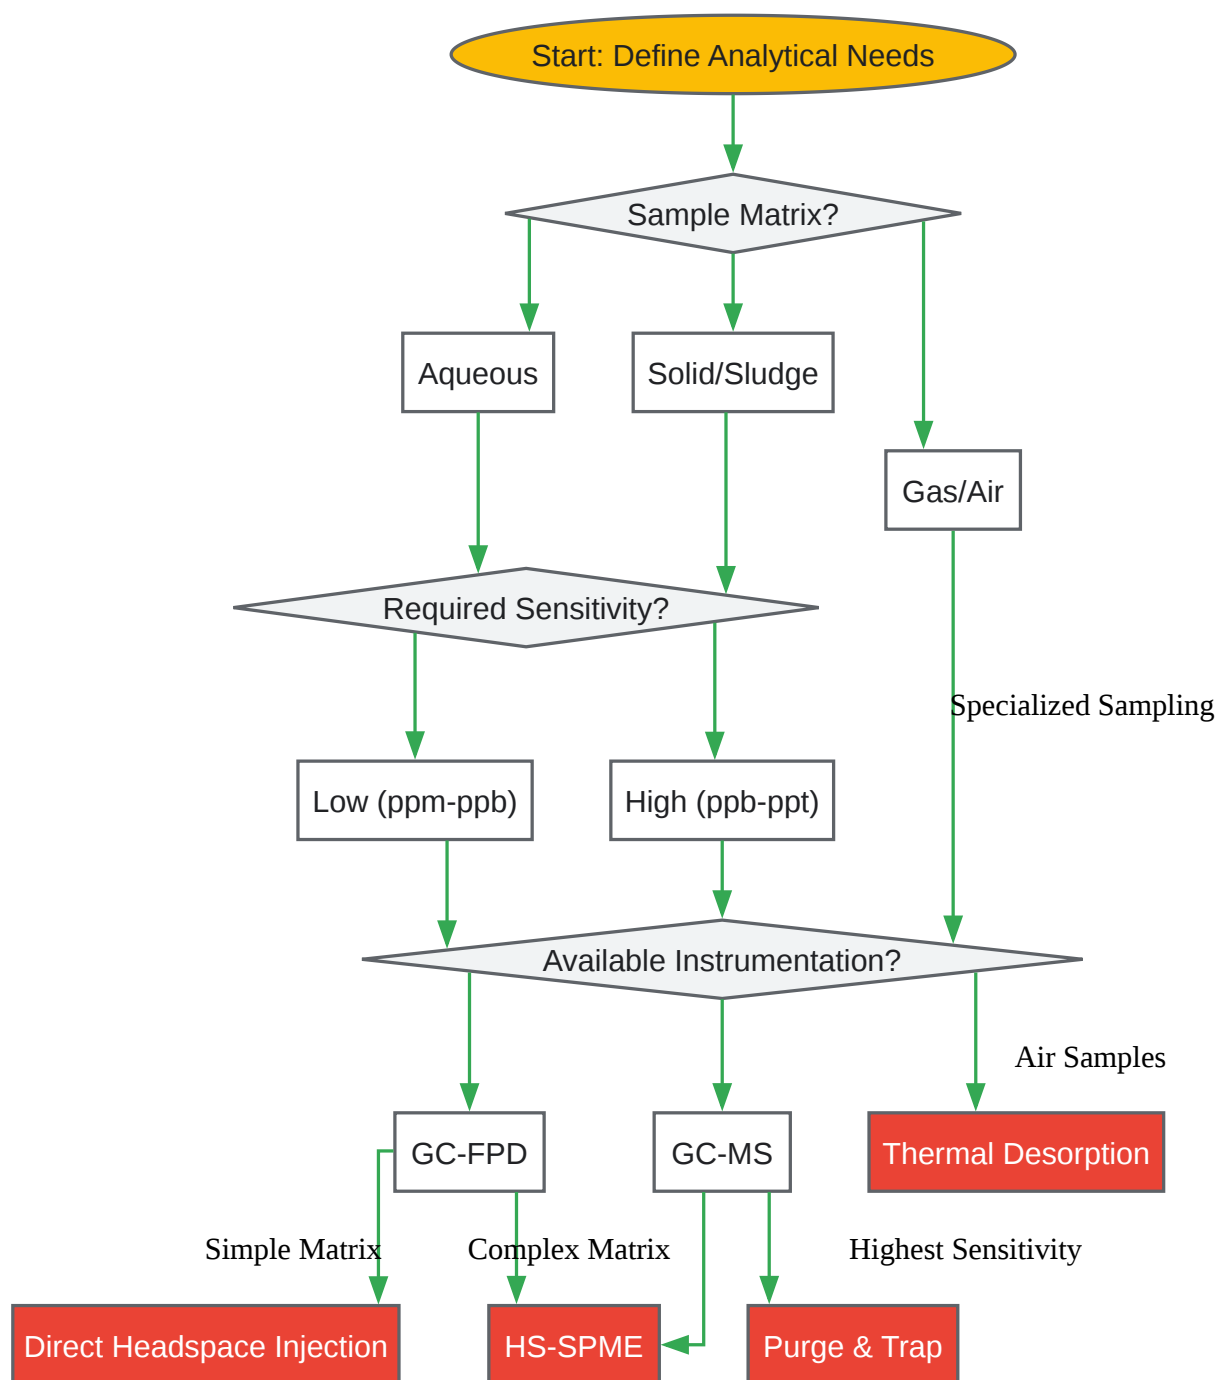 Start: Define Analytical Needs
Sample Matrix?
Aqueous
Solid/Sludge
Gas/Air
Required Sensitivity?
Specialized Sampling
Low (ppm-ppb)
High (ppb-ppt)
Available Instrumentation?
Air Samples
GC-FPD
GC-MS
Thermal Desorption
Simple Matrix
Complex Matrix
Highest Sensitivity
Direct Headspace Injection
HS-SPME
Purge & Trap